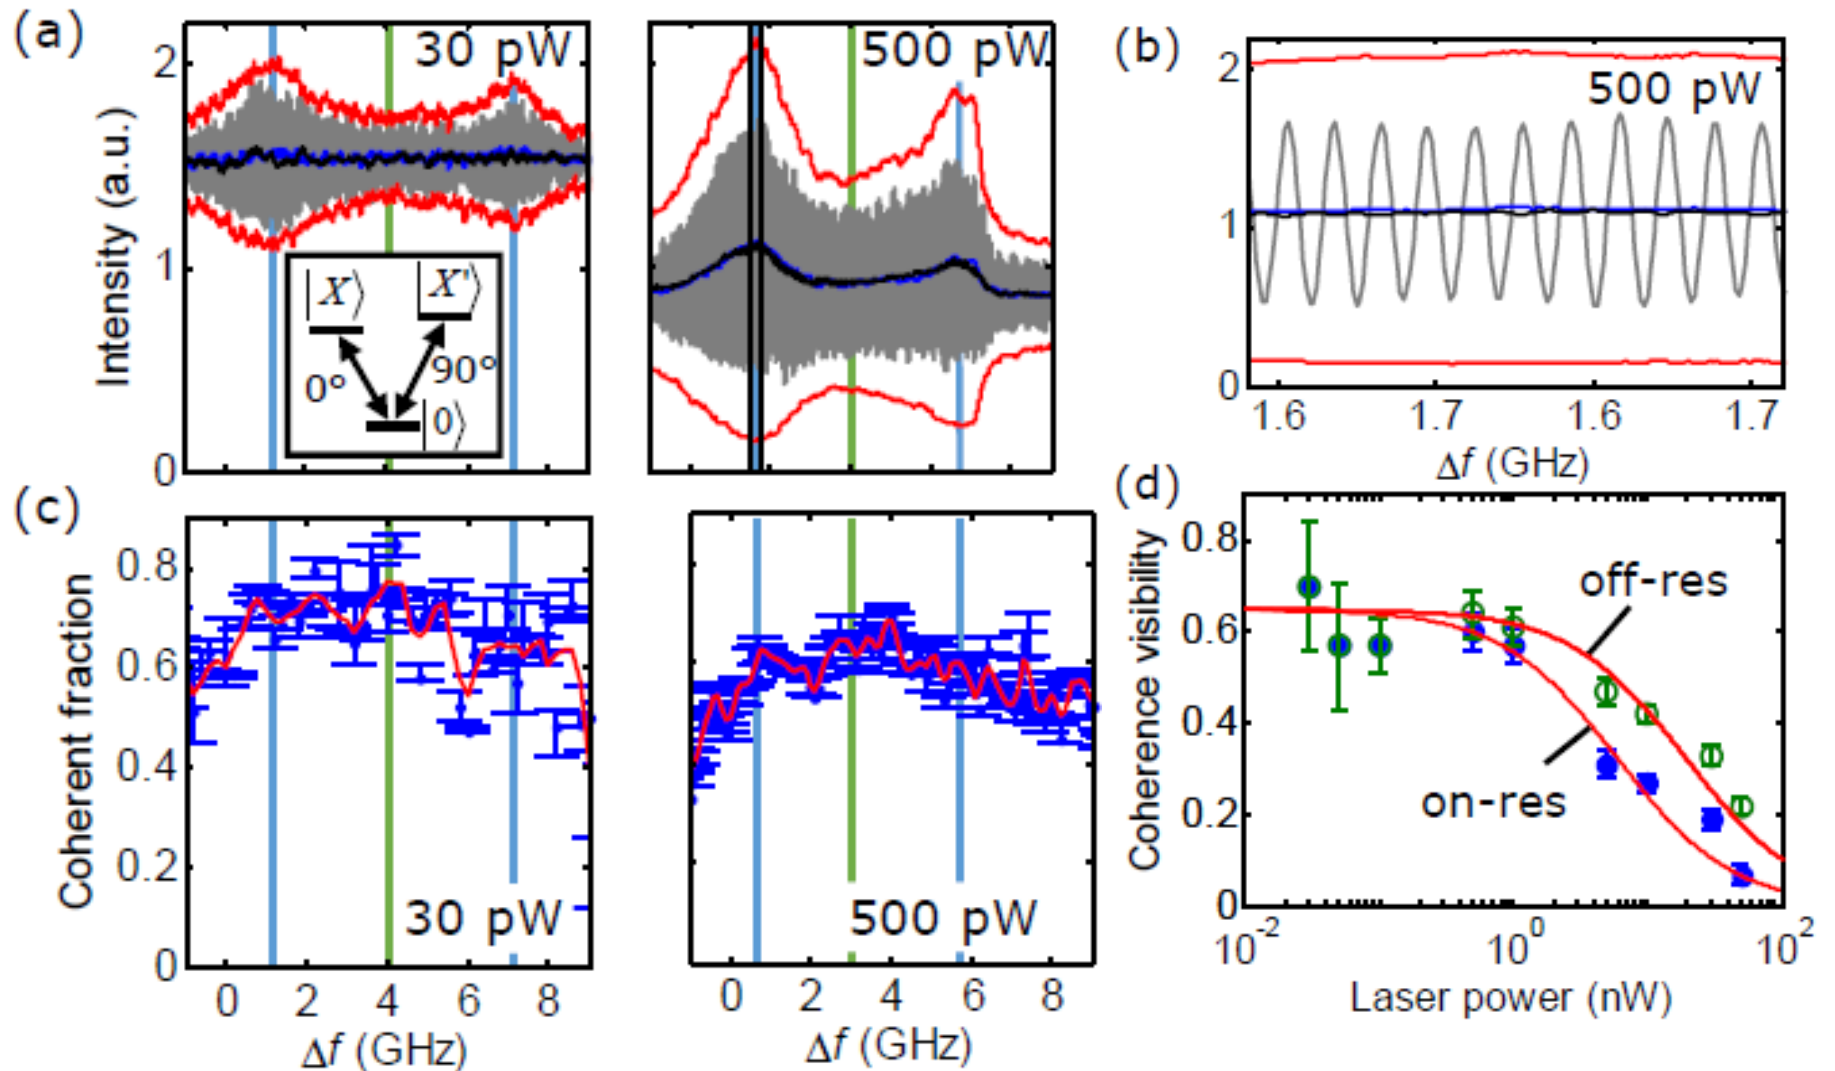 (a)
30 pW
500 pW
Intensity (a.u.)
2
1
0
|X⟩
|X'⟩
0°
90°
|0⟩
(b)
500 pW
2
1
0
1.6
1.7
1.6
1.7
Δf (GHz)
(c)
Coherent fraction
0.8
0.6
0.4
0.2
0
30 pW
0
2
4
6
8
Δf (GHz)
500 pW
0
2
4
6
8
Δf (GHz)
(d)
Coherence visibility
0.8
0.6
0.4
0.2
0
off-res
on-res
10-2
100
102
Laser power (nW)